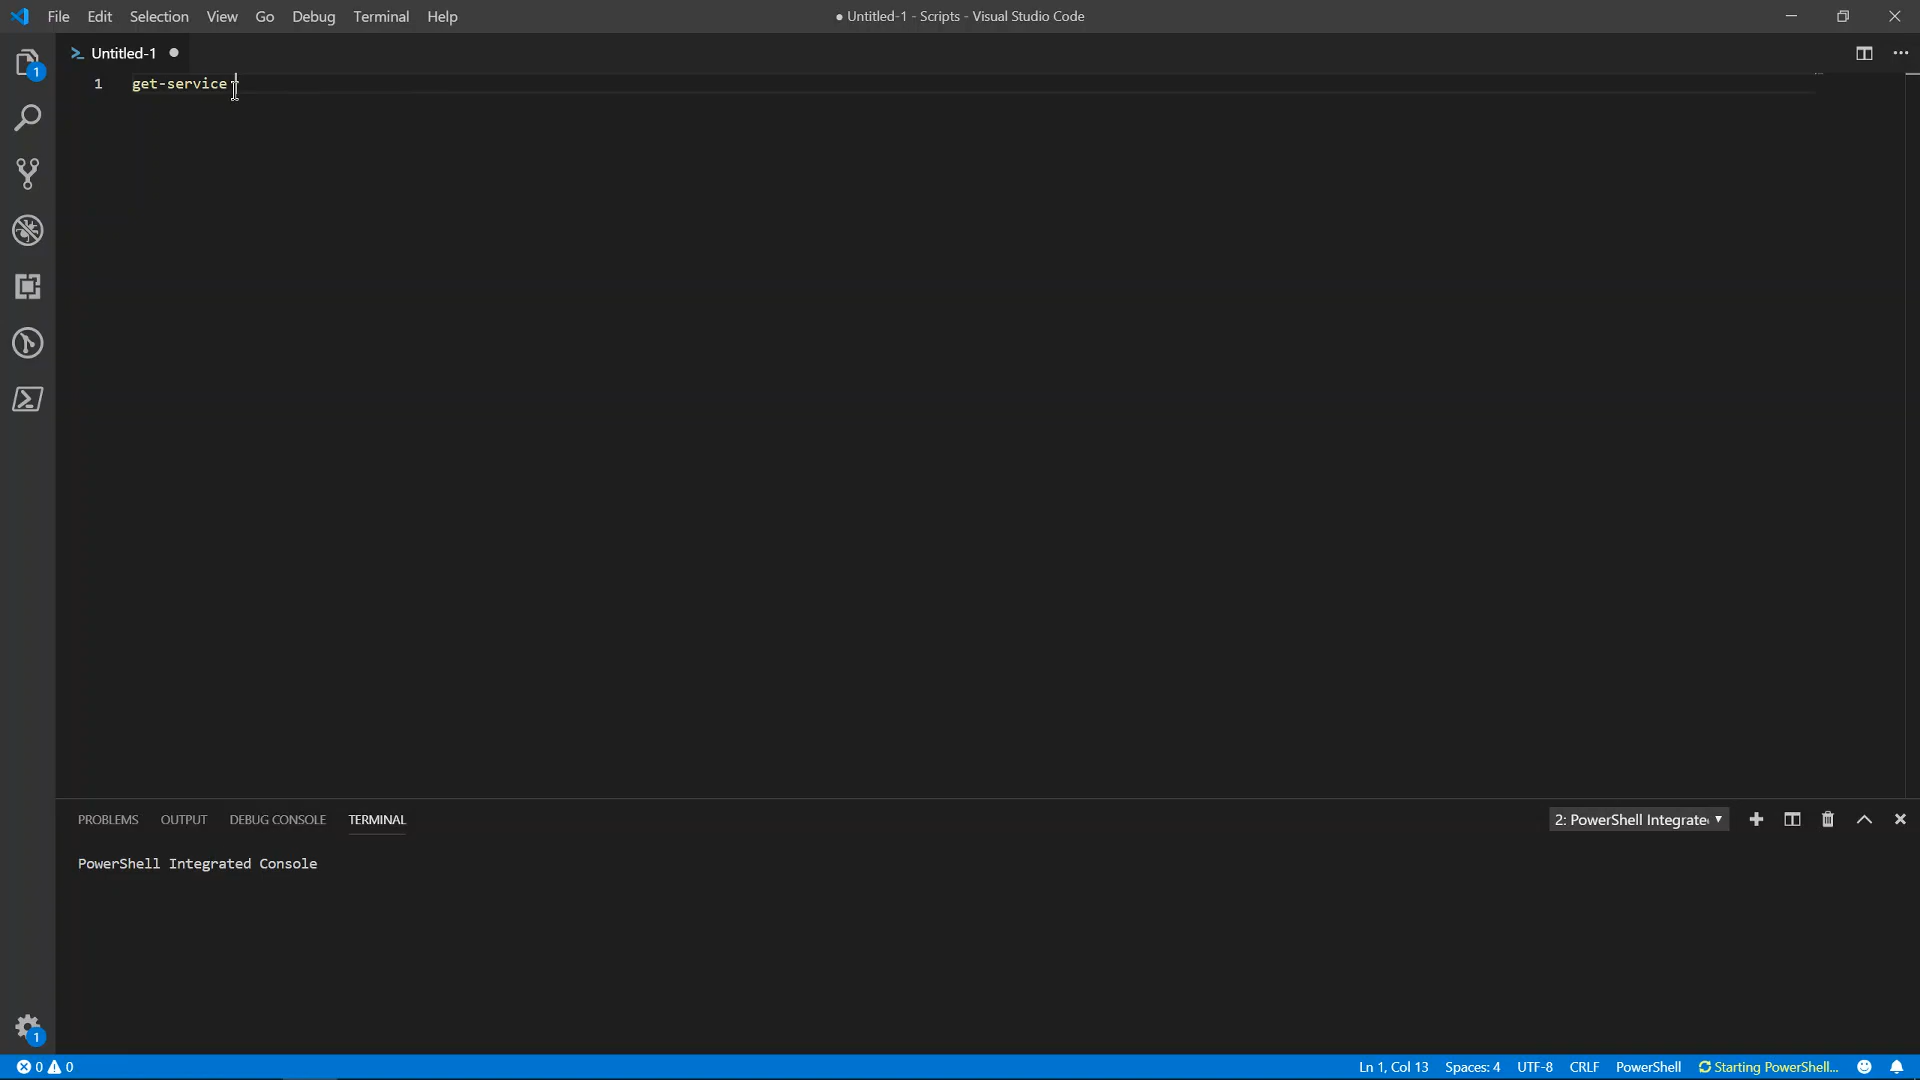 File Edit Selection View Go Debug Terminal Help
● Untitled-1 - Scripts - Visual Studio Code
Untitled-1
1 get-service -
1
PROBLEMS OUTPUT DEBUG CONSOLE TERMINAL
2: PowerShell Integrate
PowerShell Integrated Console
1
0 0
Ln 1, Col 13 Spaces: 4 UTF-8 CRLF PowerShell Starting PowerShell...